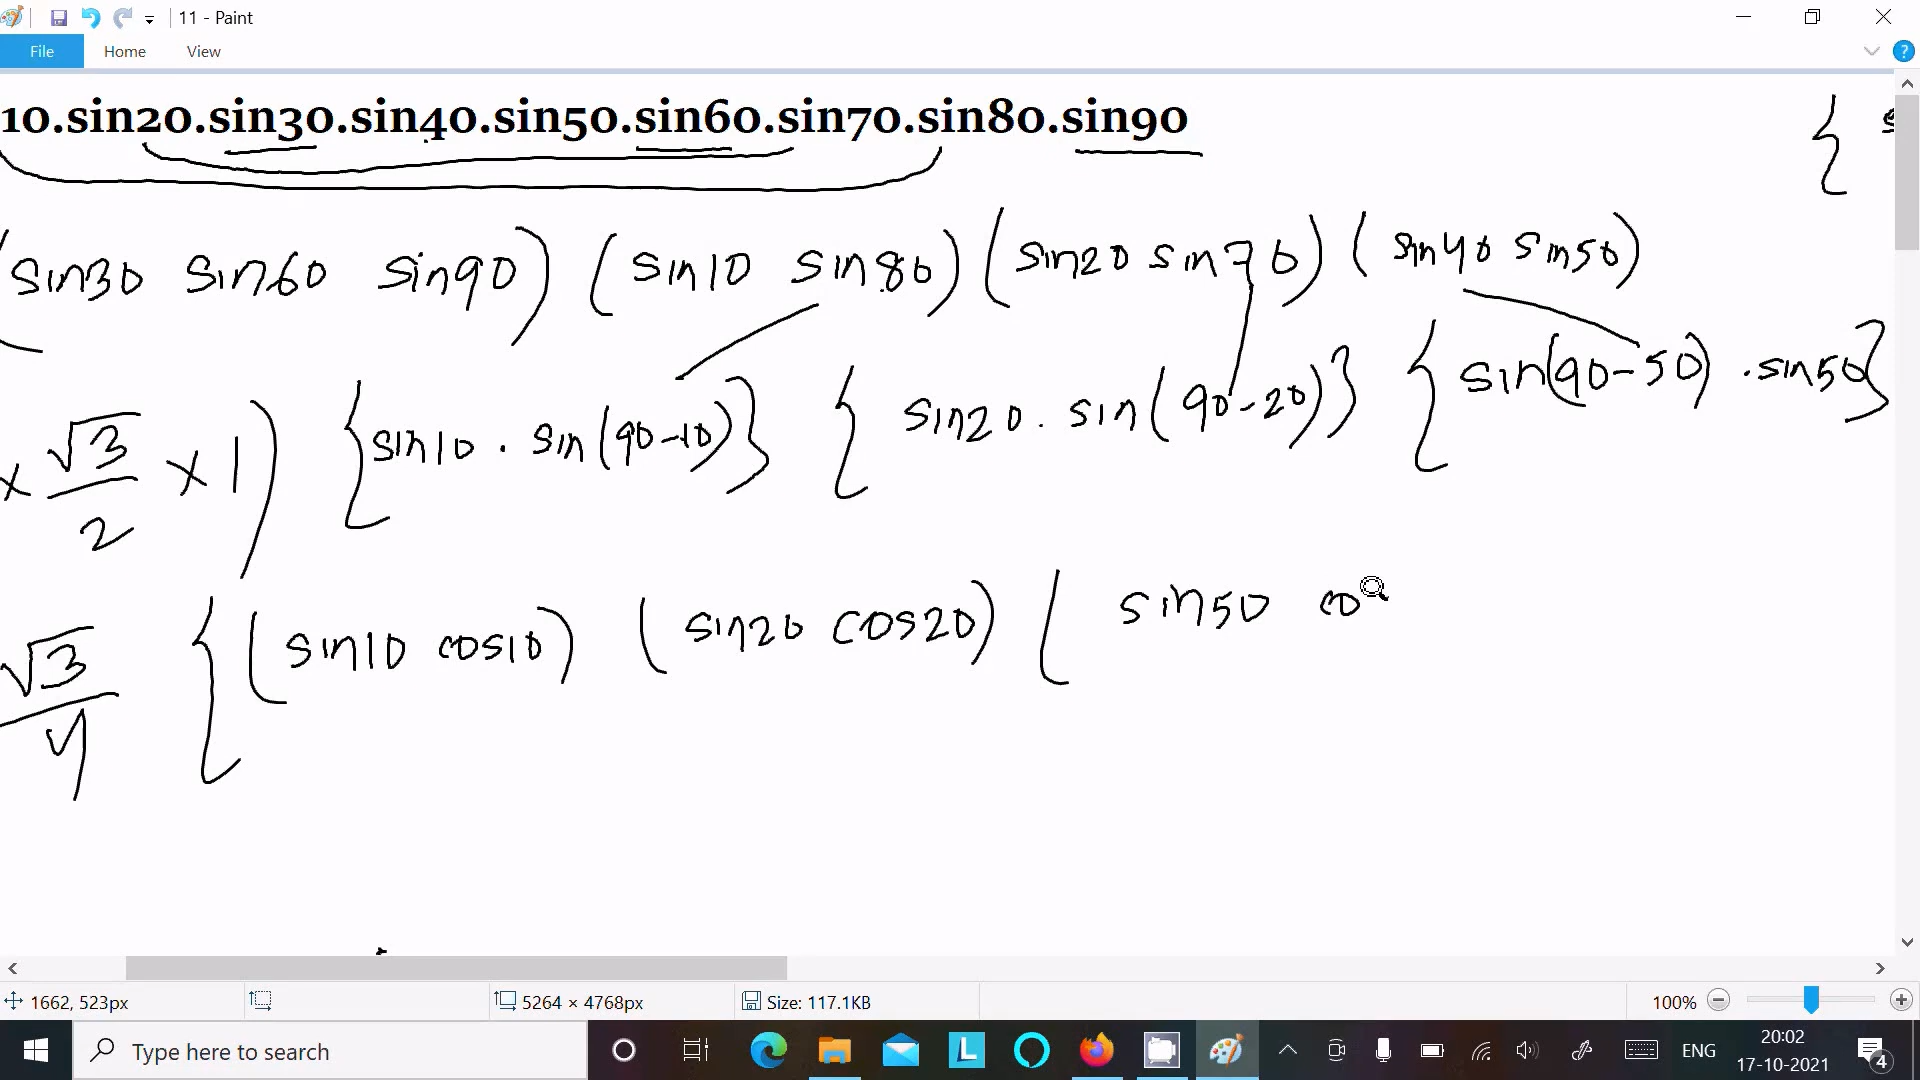 11 - Paint
File Home View
10.sin20.sin30.sin40.sin50.sin60.sin70.sin80.sin90
(sin30 sin60 sin90) (sin10 sin80) (sin20 sin70) (sin40 sin50)
× √3/2 × 1) {sin10 . sin(90-10)} {sin20 . sin(90-20)} {sin(90-50) . sin50}
√3/4 {(sin10 cos10) (sin20 cos20) (sin50 co
1662, 523px 5264 × 4768px Size: 117.1KB 100%
Type here to search L ENG 20:02
17-10-2021 4